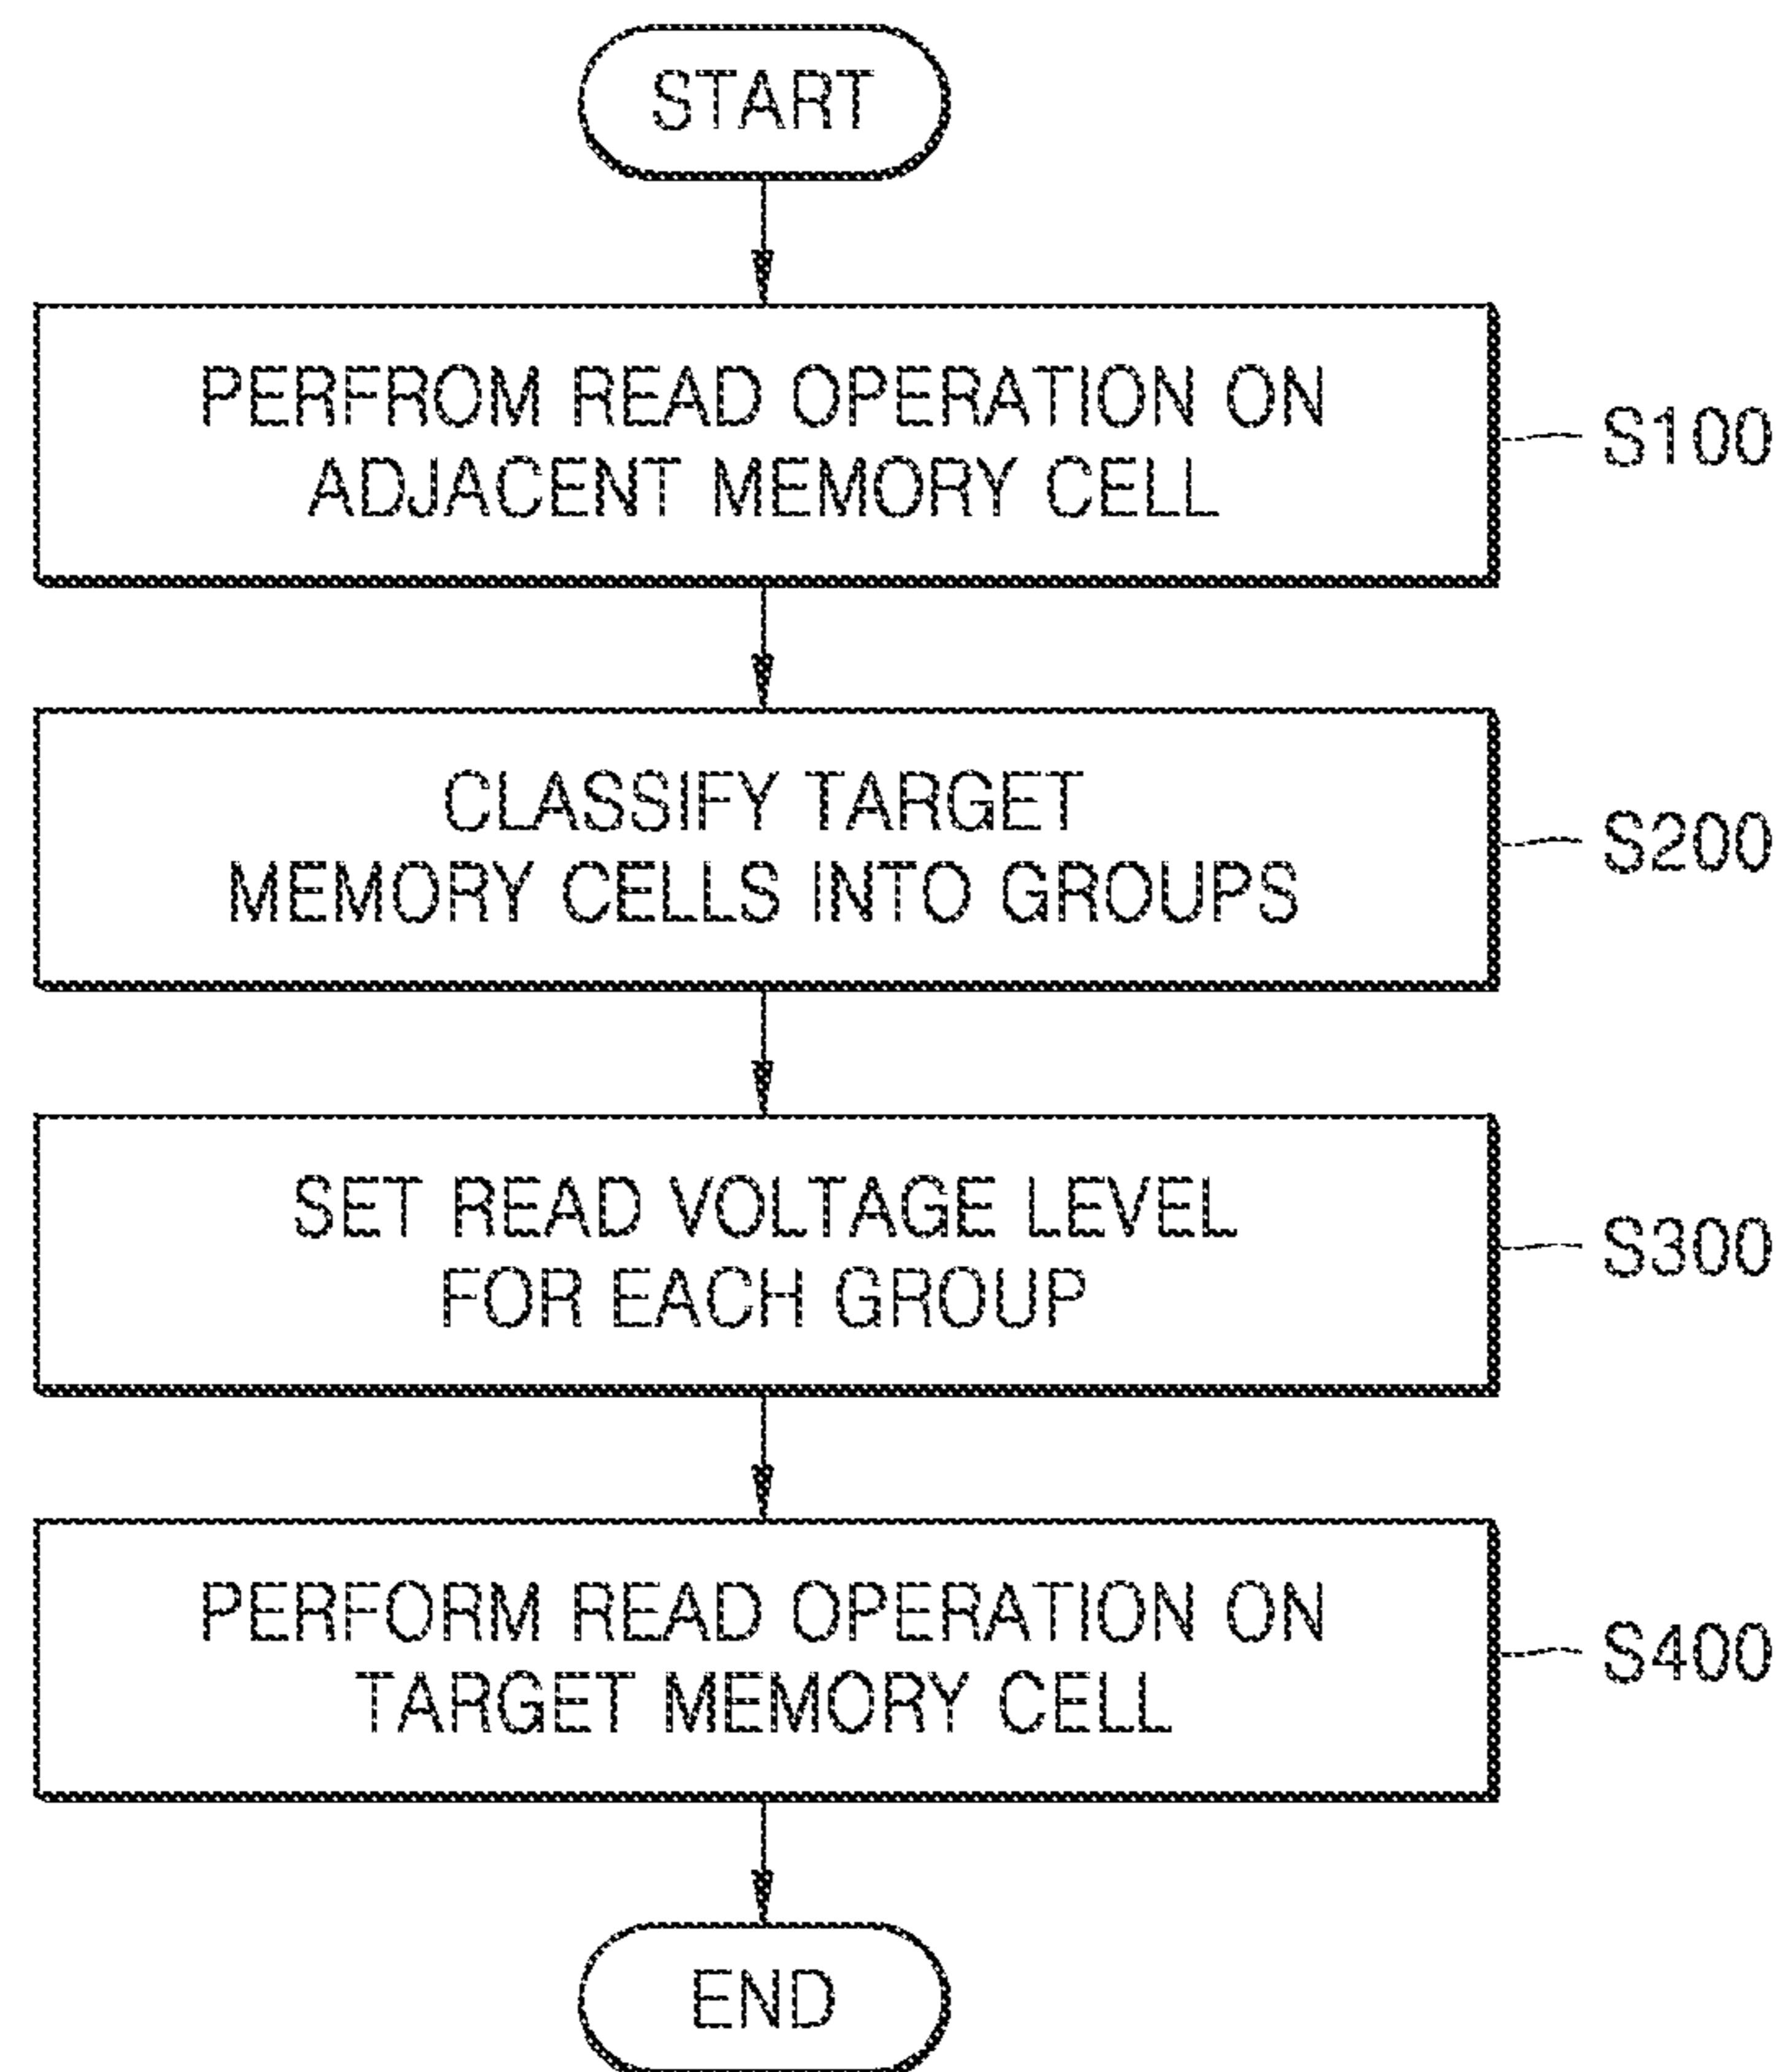 START
PERFROM READ OPERATION ON
ADJACENT MEMORY CELL
S100
CLASSIFY TARGET
MEMORY CELLS INTO GROUPS
S200
SET READ VOLTAGE LEVEL
FOR EACH GROUP
S300
PERFORM READ OPERATION ON
TARGET MEMORY CELL
S400
END